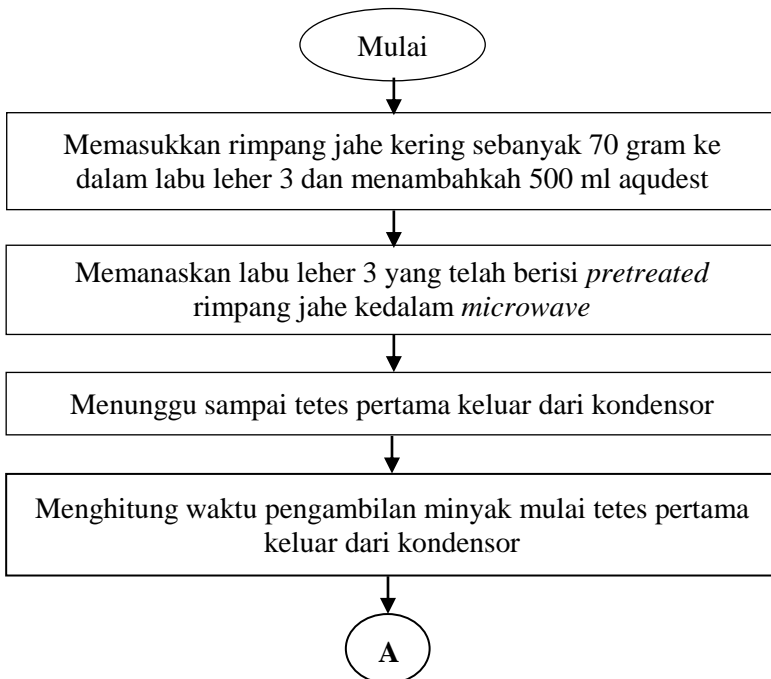 Mulai
Memasukkan rimpang jahe kering sebanyak 70 gram ke
dalam labu leher 3 dan menambahkah 500 ml aqudest
Memanaskan labu leher 3 yang telah berisi pretreated
rimpang jahe kedalam microwave
Menunggu sampai tetes pertama keluar dari kondensor
Menghitung waktu pengambilan minyak mulai tetes pertama
keluar dari kondensor
A